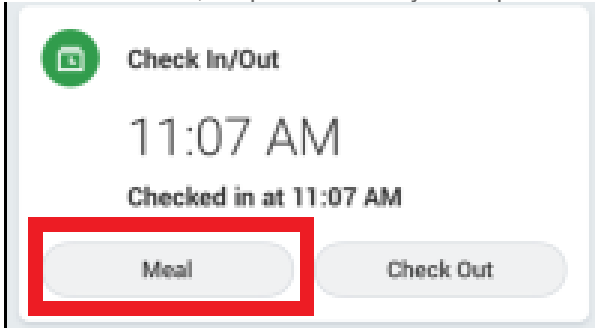 Check In/Out
11:07 AM
Checked in at 11:07 AM
Meal
Check Out